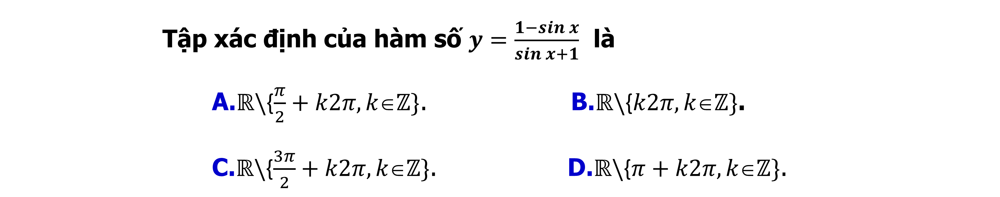 Tập xác định của hàm số $y = \frac{1-\sin x}{\sin x+1}$ là
A. $\mathbb{R}\backslash\{\frac{\pi}{2} + k2\pi, k \in \mathbb{Z}\}$. B. $\mathbb{R}\backslash\{k2\pi, k \in \mathbb{Z}\}$.
C. $\mathbb{R}\backslash\{\frac{3\pi}{2} + k2\pi, k \in \mathbb{Z}\}$. D. $\mathbb{R}\backslash\{\pi + k2\pi, k \in \mathbb{Z}\}$.